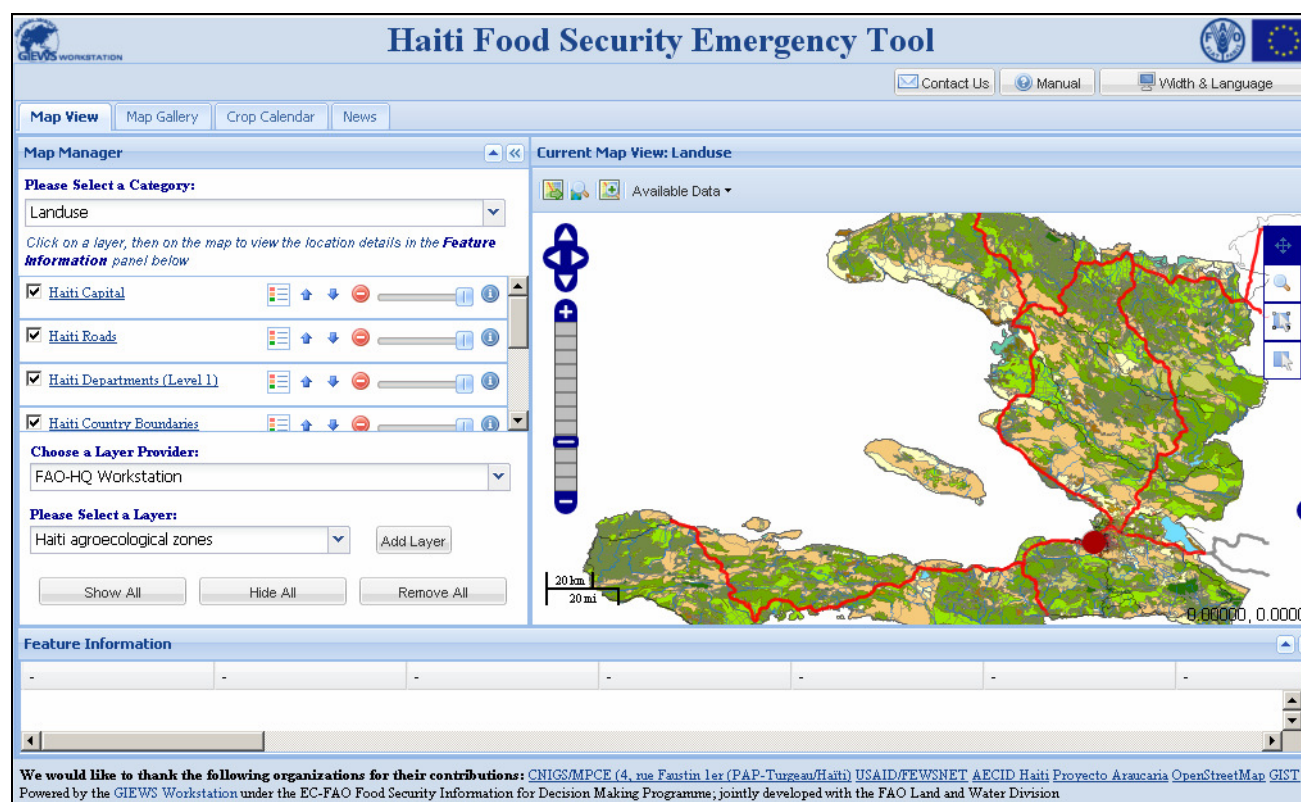 GIEWS WORKSTATION
Haiti Food Security Emergency Tool
Contact Us
Manual
Width & Language
Map View
Map Gallery
Crop Calendar
News
Map Manager
Please Select a Category:
Landuse
Click on a layer, then on the map to view the location details in the Feature
Information panel below
Haiti Capital
Haiti Roads
Haiti Departments (Level 1)
Haiti Country Boundaries
Choose a Layer Provider:
FAO-HQ Workstation
Please Select a Layer:
Haiti agroecological zones
Add Layer
Show All
Hide All
Remove All
Current Map View: Landuse
Available Data
20 km
20 mi
0.00000, 0.0000
Feature Information
- - - - - - -
We would like to thank the following organizations for their contributions: CNIGS/MPCE (4, rue Faustin 1er (PAP-Turgeau/Haïti) USAID/FEWSNET AECID Haiti Proyecto Araucaria OpenStreetMap GIST
Powered by the GIEWS Workstation under the EC-FAO Food Security Information for Decision Making Programme; jointly developed with the FAO Land and Water Division